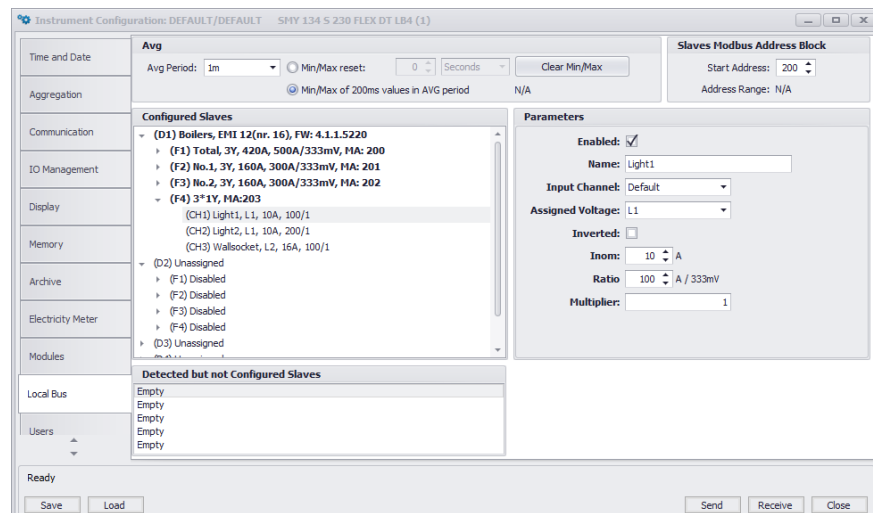 Instrument Configuration: DEFAULT/DEFAULT SMY 134 S 230 FLEX DT LB4 (1)
Time and Date
Aggregation
Communication
IO Management
Display
Memory
Archive
Electricity Meter
Modules
Local Bus
Users
Avg
Avg Period: 1m Min/Max reset: 0 Seconds Clear Min/Max
Min/Max of 200ms values in AVG period N/A
Slaves Modbus Address Block
Start Address: 200
Address Range: N/A
Configured Slaves
(D1) Boilers, EMI 12(nr. 16), FW: 4.1.1.5220
(F1) Total, 3Y, 420A, 500A/333mV, MA: 200
(F2) No.1, 3Y, 160A, 300A/333mV, MA: 201
(F3) No.2, 3Y, 160A, 300A/333mV, MA: 202
(F4) 3*1Y, MA:203
(CH1) Light1, L1, 10A, 100/1
(CH2) Light2, L1, 10A, 200/1
(CH3) Wallsocket, L2, 16A, 100/1
(D2) Unassigned
(F1) Disabled
(F2) Disabled
(F3) Disabled
(F4) Disabled
(D3) Unassigned
Parameters
Enabled:
Name: Light1
Input Channel: Default
Assigned Voltage: L1
Inverted:
Inom: 10 A
Ratio 100 A / 333mV
Multiplier: 1
Detected but not Configured Slaves
Empty
Empty
Empty
Empty
Empty
Ready
Save Load Send Receive Close